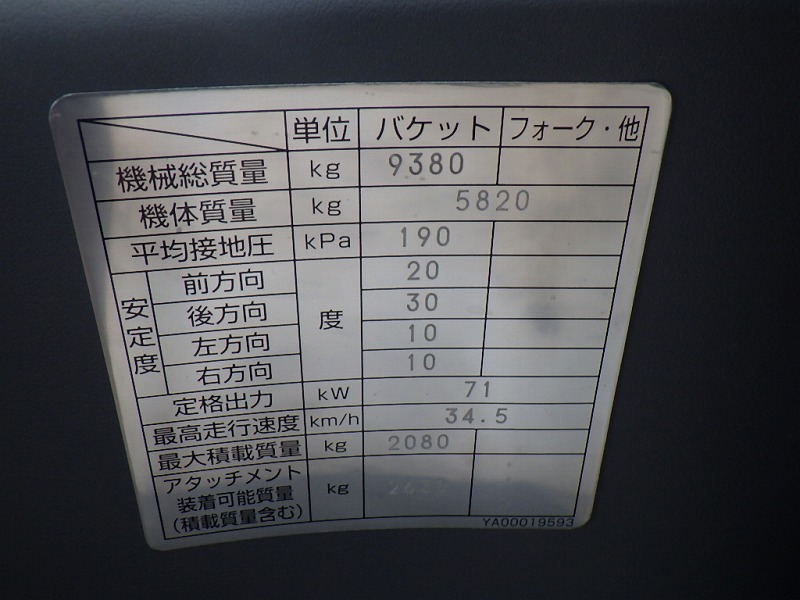 単位 バケット フォーク・他
機械総質量 kg 9380
機体質量 kg 5820
平均接地圧 kPa 190
安定度 前方向 度 20
後方向 30
左方向 10
右方向 10
定格出力 kW 71
最高走行速度 km/h 34.5
最大積載質量 kg 2080
アタッチメント
装着可能質量 kg
(積載質量含む)
YA00019593